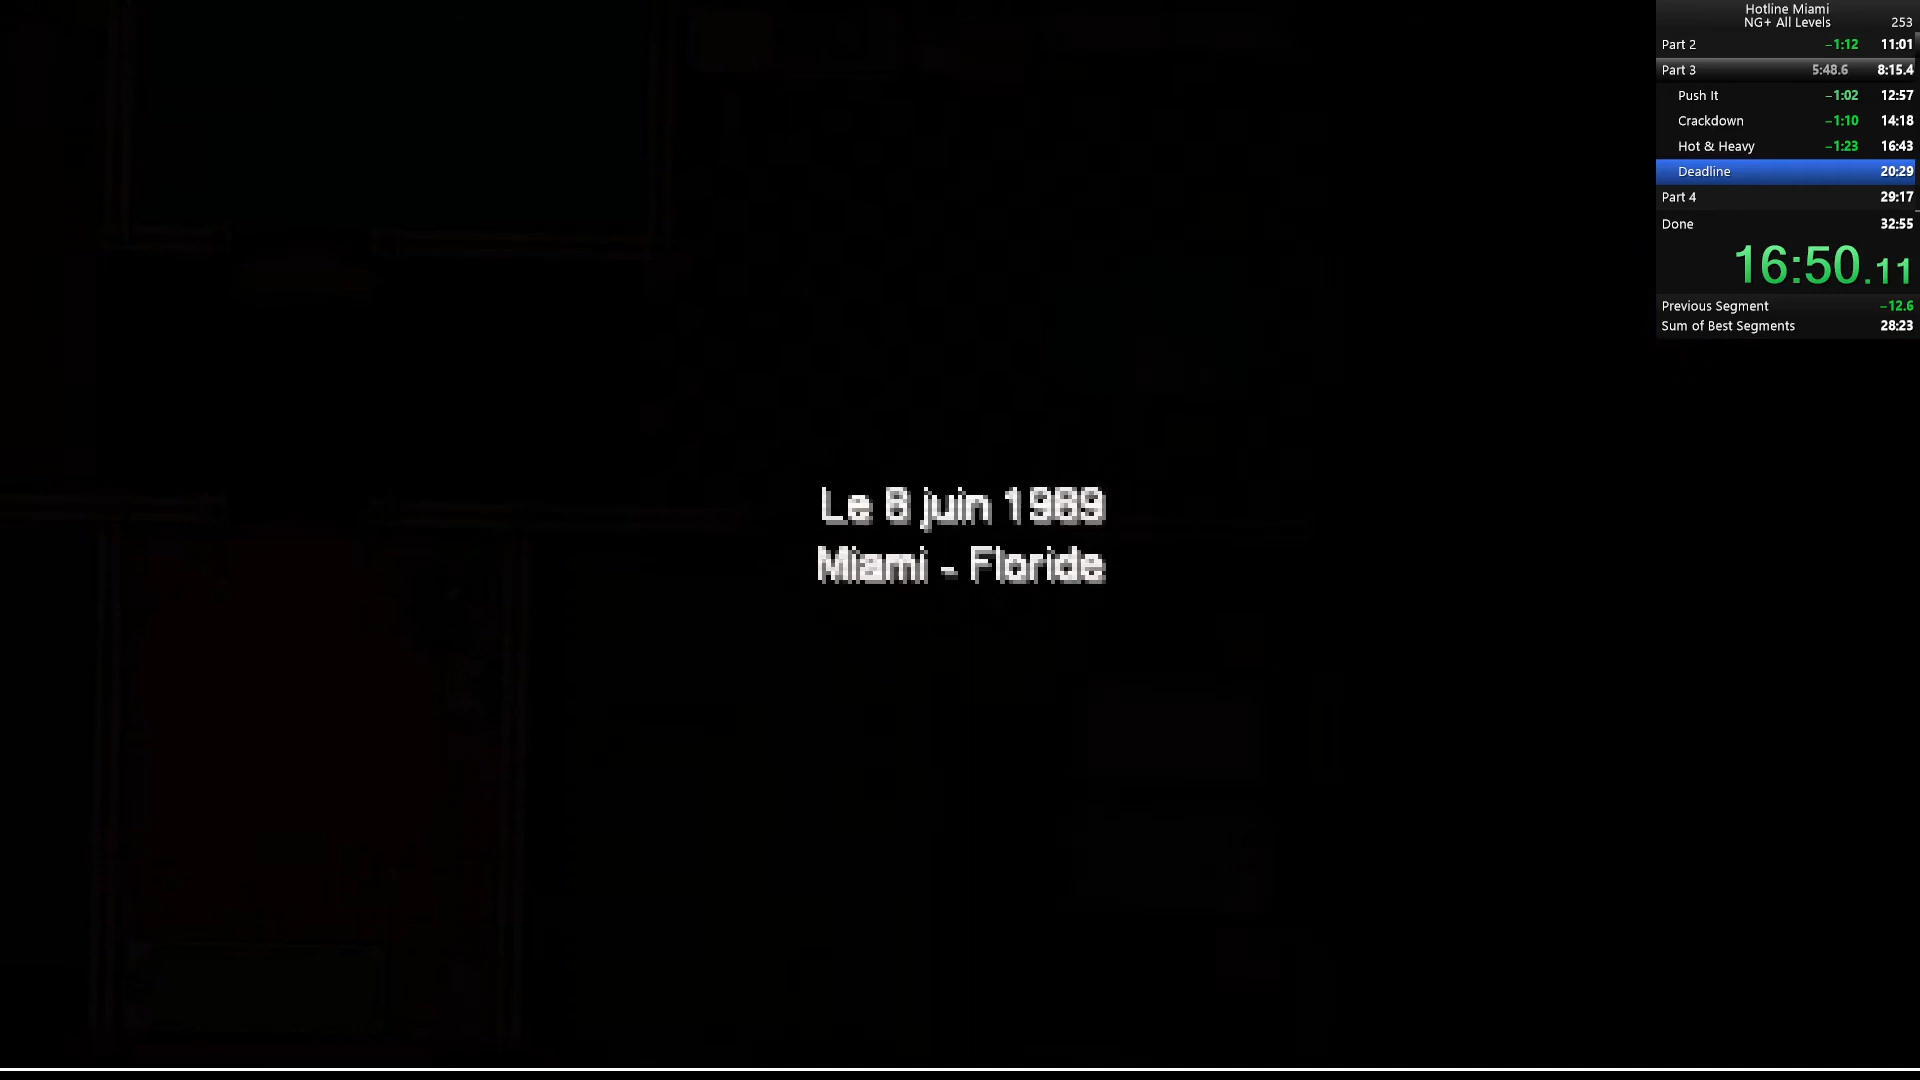 Le 8 juin 1989
Miami - Floride
Hotline Miami
NG+ All Levels 253
Part 2 −1:12 11:01
Part 3 5:48.6 8:15.4
Push It −1:02 12:57
Crackdown −1:10 14:18
Hot & Heavy −1:23 16:43
Deadline 20:29
Part 4 29:17
Done 32:55
16:50.11
Previous Segment −12.6
Sum of Best Segments 28:23